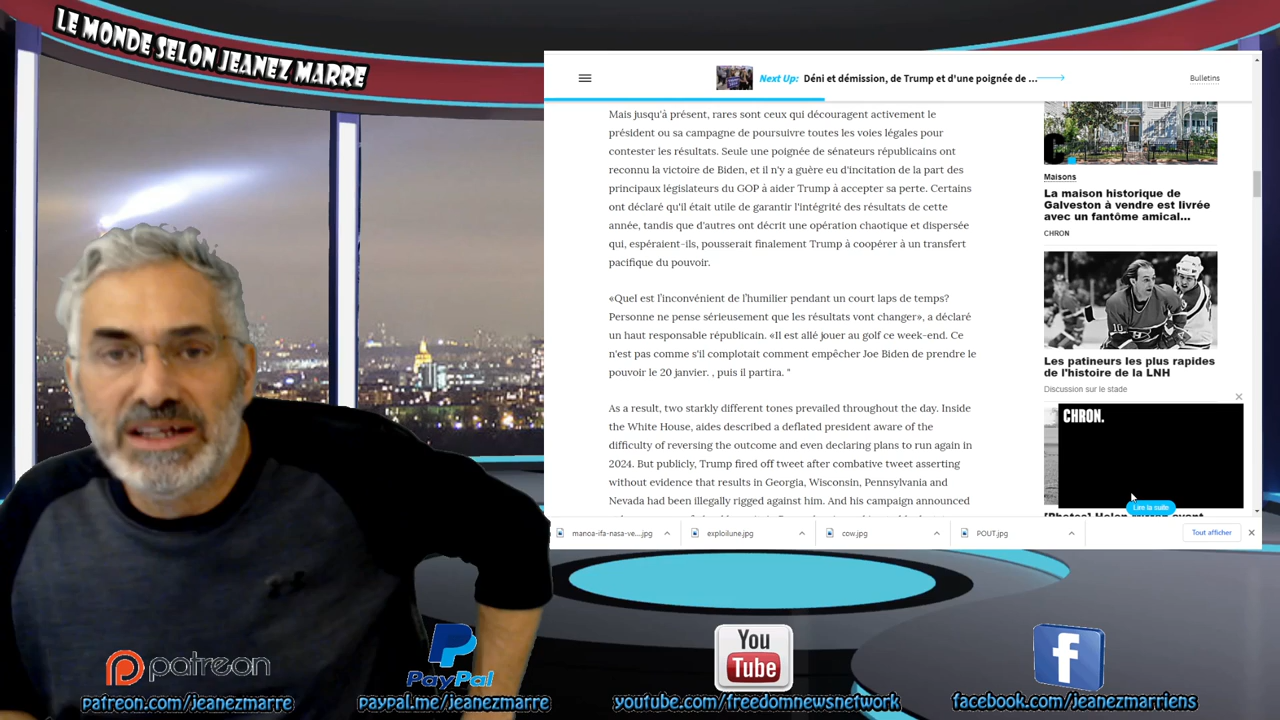 LE MONDE SELON JEANEZ MARRE
Next Up: Déni et démission, de Trump et d'une poignée de ...
Bulletins
Mais jusqu'à présent, rares sont ceux qui découragent activement le
président ou sa campagne de poursuivre toutes les voies légales pour
contester les résultats. Seule une poignée de sénateurs républicains ont
reconnu la victoire de Biden, et il n'y a guère eu d'incitation de la part des
principaux législateurs du GOP à aider Trump à accepter sa perte. Certains
ont déclaré qu'il était utile de garantir l'intégrité des résultats de cette
année, tandis que d'autres ont décrit une opération chaotique et dispersée
qui, espéraient-ils, pousserait finalement Trump à coopérer à un transfert
pacifique du pouvoir.
«Quel est l'inconvénient de l'humilier pendant un court laps de temps?
Personne ne pense sérieusement que les résultats vont changer», a déclaré
un haut responsable républicain. «Il est allé jouer au golf ce week-end. Ce
n'est pas comme s'il complotait comment empêcher Joe Biden de prendre le
pouvoir le 20 janvier. , puis il partira. "
As a result, two starkly different tones prevailed throughout the day. Inside
the White House, aides described a deflated president aware of the
difficulty of reversing the outcome and even declaring plans to run again in
2024. But publicly, Trump fired off tweet after combative tweet asserting
without evidence that results in Georgia, Wisconsin, Pennsylvania and
Nevada had been illegally rigged against him. And his campaign announced
Maisons
La maison historique de
Galveston à vendre est livrée
avec un fantôme amical...
CHRON
10
Les patineurs les plus rapides
de l'histoire de la LNH
Discussion sur le stade
CHRON.
Lire la suite
manoa-ifa-nasa-ve....jpg
exploilune.jpg
cow.jpg
POUT.jpg
Tout afficher
patreon
PayPal
You
Tube
f
patreon.com/jeanezmarre
paypal.me/jeanezmarre
youtube.com/freedomnewsnetwork
facebook.com/jeanezmarriens